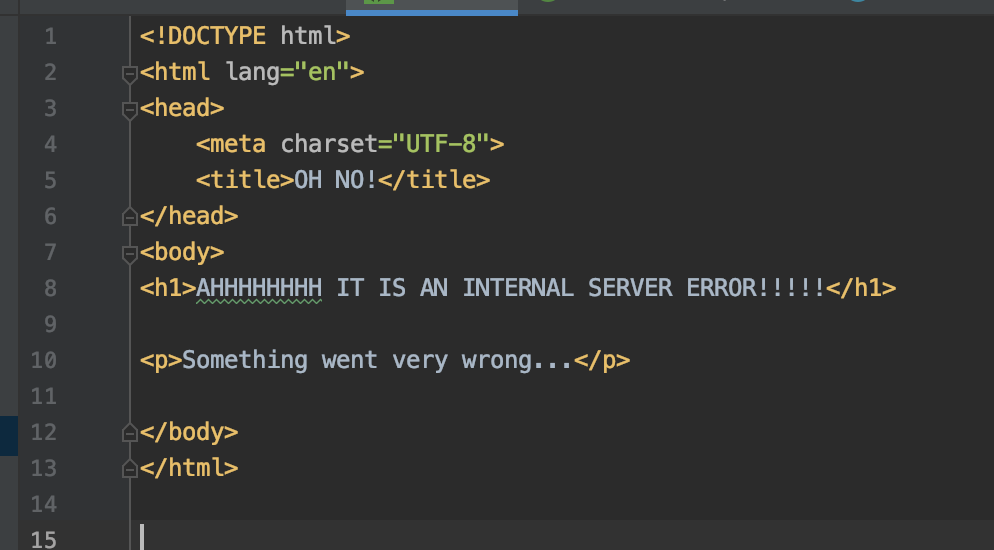 1 <!DOCTYPE html>
2 <html lang="en">
3 <head>
4 <meta charset="UTF-8">
5 <title>OH NO!</title>
6 </head>
7 <body>
8 <h1>AHHHHHHHH IT IS AN INTERNAL SERVER ERROR!!!!!</h1>
9
10 <p>Something went very wrong...</p>
11
12 </body>
13 </html>
14
15